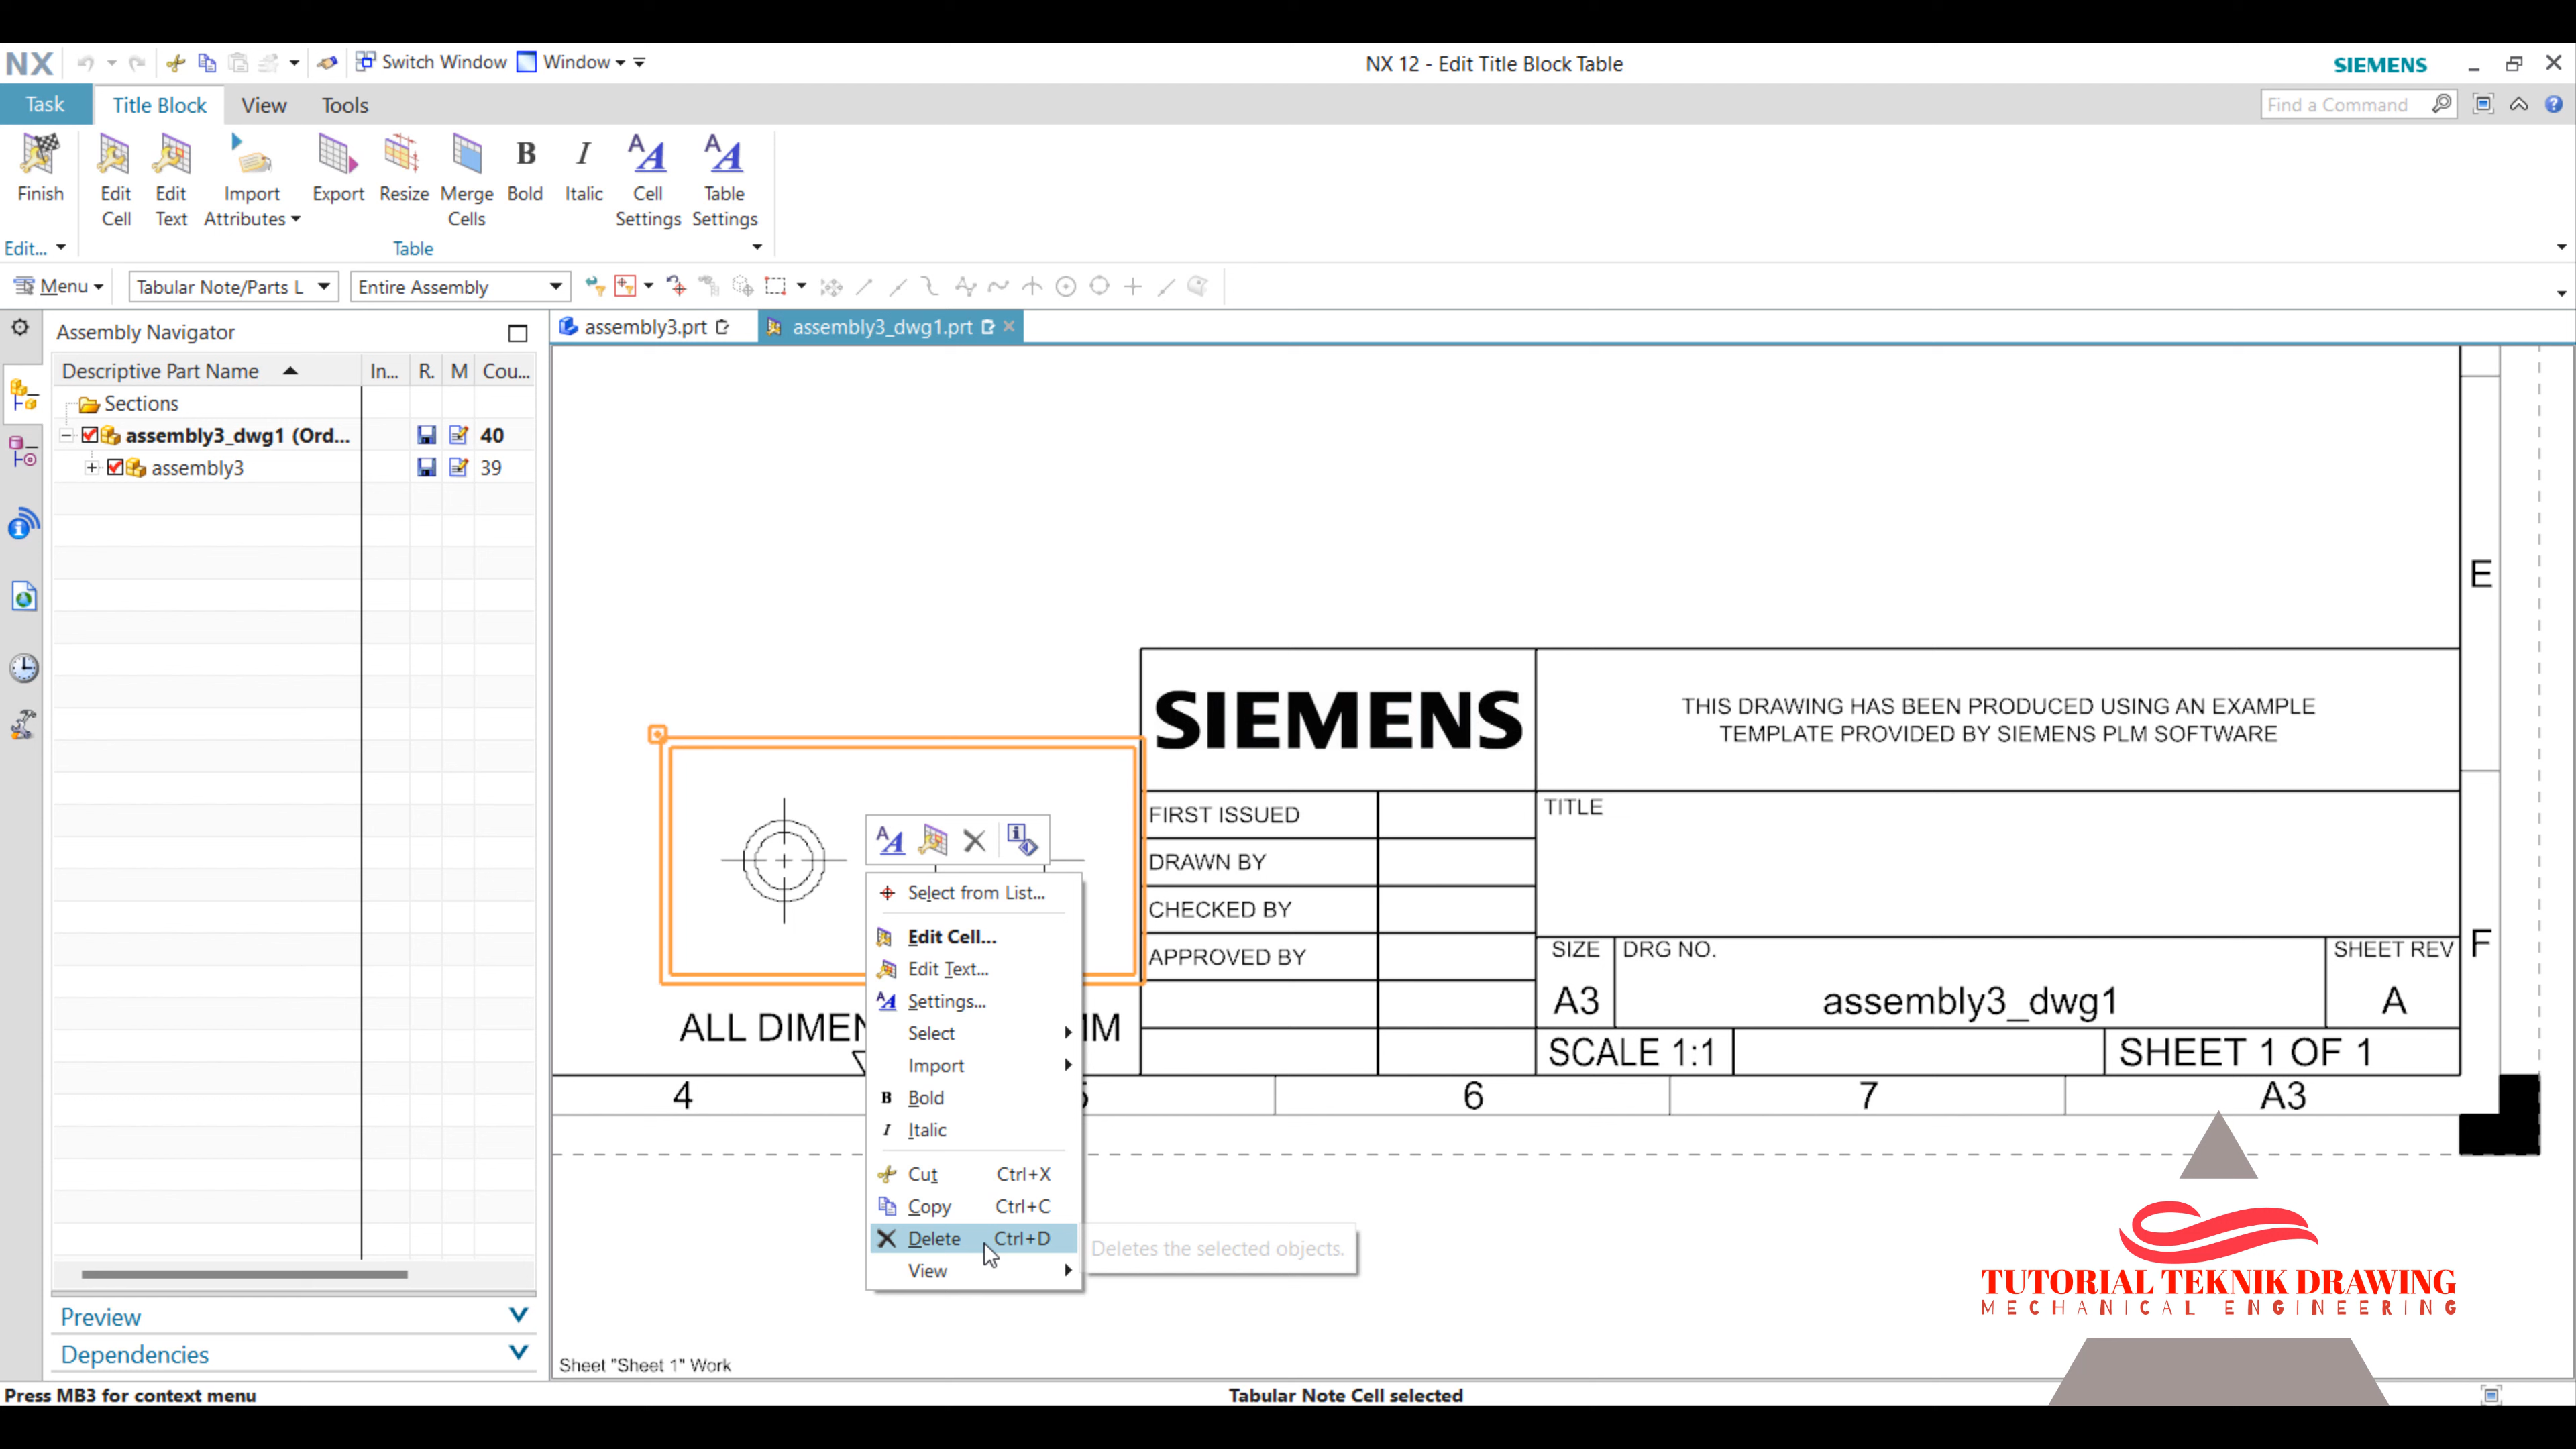 NX Switch Window Window NX 12 - Edit Title Block Table SIEMENS
Task Title Block View Tools Find a Command
Finish Edit Cell Edit Text Import Attributes Export Resize Merge Cells Bold Italic Cell Settings Table Settings
Edit... Table
Menu Tabular Note/Parts L Entire Assembly
Assembly Navigator
assembly3.prt assembly3_dwg1.prt
Descriptive Part Name In... R. M Cou...
Sections
assembly3_dwg1 (Ord... 40
assembly3 39
Preview
Dependencies
E
F
SIEMENS
THIS DRAWING HAS BEEN PRODUCED USING AN EXAMPLE
TEMPLATE PROVIDED BY SIEMENS PLM SOFTWARE
FIRST ISSUED
DRAWN BY
CHECKED BY
APPROVED BY
TITLE
SIZE DRG NO. SHEET REV
A3 assembly3_dwg1 A
SCALE 1:1 SHEET 1 OF 1
ALL DIMEN MM
4 5 6 7 A3
Select from List...
Edit Cell...
Edit Text...
Settings...
Select
Import
B Bold
I Italic
Cut Ctrl+X
Copy Ctrl+C
Delete Ctrl+D
View
Deletes the selected objects.
TUTORIAL TEKNIK DRAWING
MECHANICAL ENGINEERING
Sheet "Sheet 1" Work
Press MB3 for context menu Tabular Note Cell selected